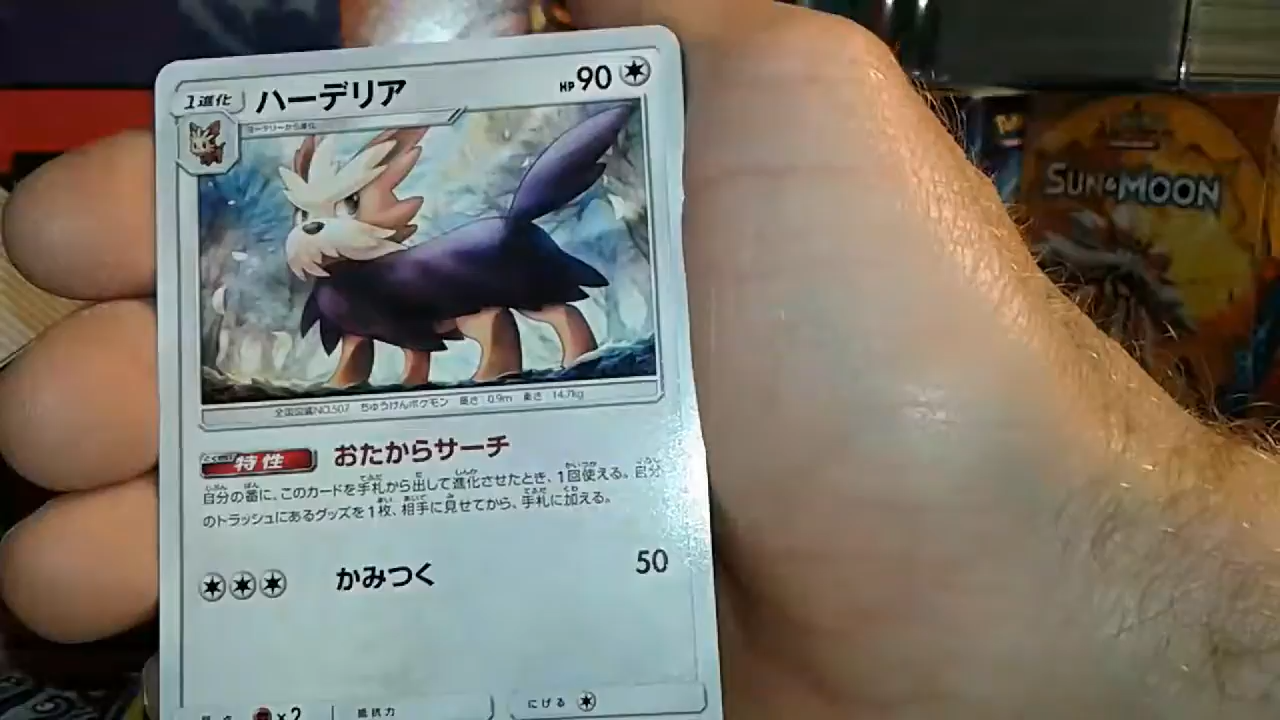 1進化 ハーデリア HP90
ヨーテリーから進化
全国図鑑NO.507 ちゅうけんポケモン 高さ:0.9m 重さ:14.7kg
特性 おたからサーチ
自分の番に、このカードを手札から出して進化させたとき、1回使える。自分
のトラッシュにあるグッズを1枚、相手に見せてから、手札に加える。
かみつく 50
×2 抵抗力 にげる
SUN & MOON